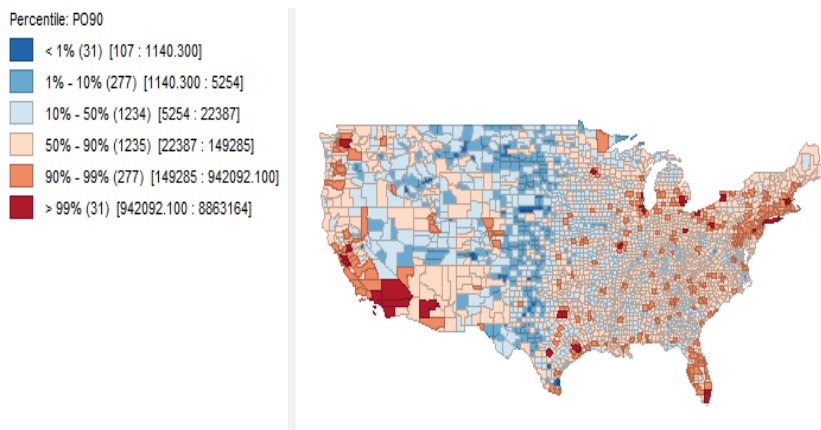 Percentile: PO90
< 1% (31) [107 : 1140.300]
1% - 10% (277) [1140.300 : 5254]
10% - 50% (1234) [5254 : 22387]
50% - 90% (1235) [22387 : 149285]
90% - 99% (277) [149285 : 942092.100]
> 99% (31) [942092.100 : 8863164]